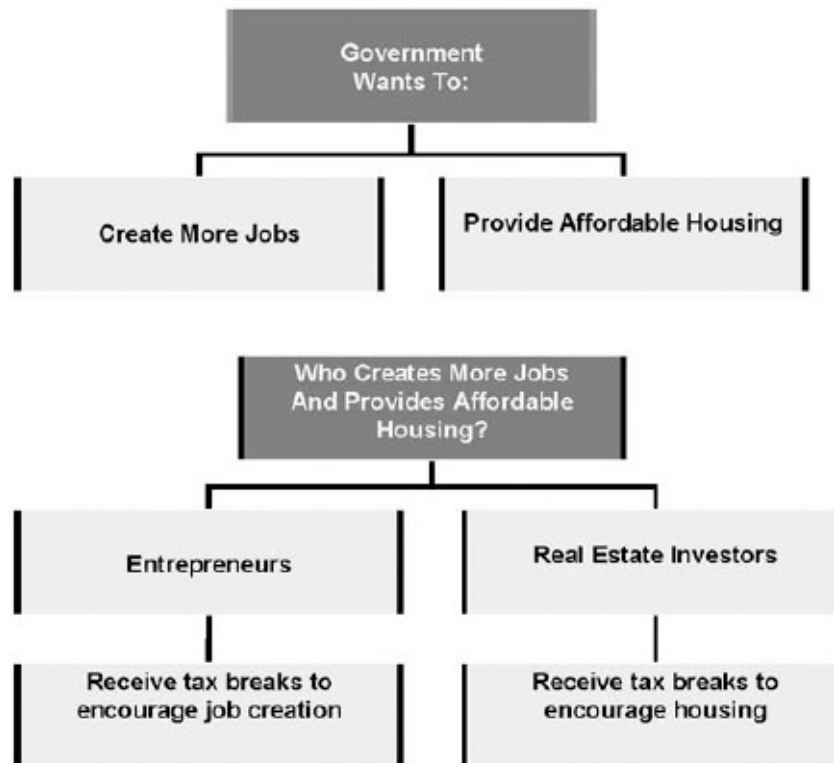 Government
Wants To:
Create More Jobs
Provide Affordable Housing
Who Creates More Jobs
And Provides Affordable
Housing?
Entrepreneurs
Real Estate Investors
Receive tax breaks to
encourage job creation
Receive tax breaks to
encourage housing